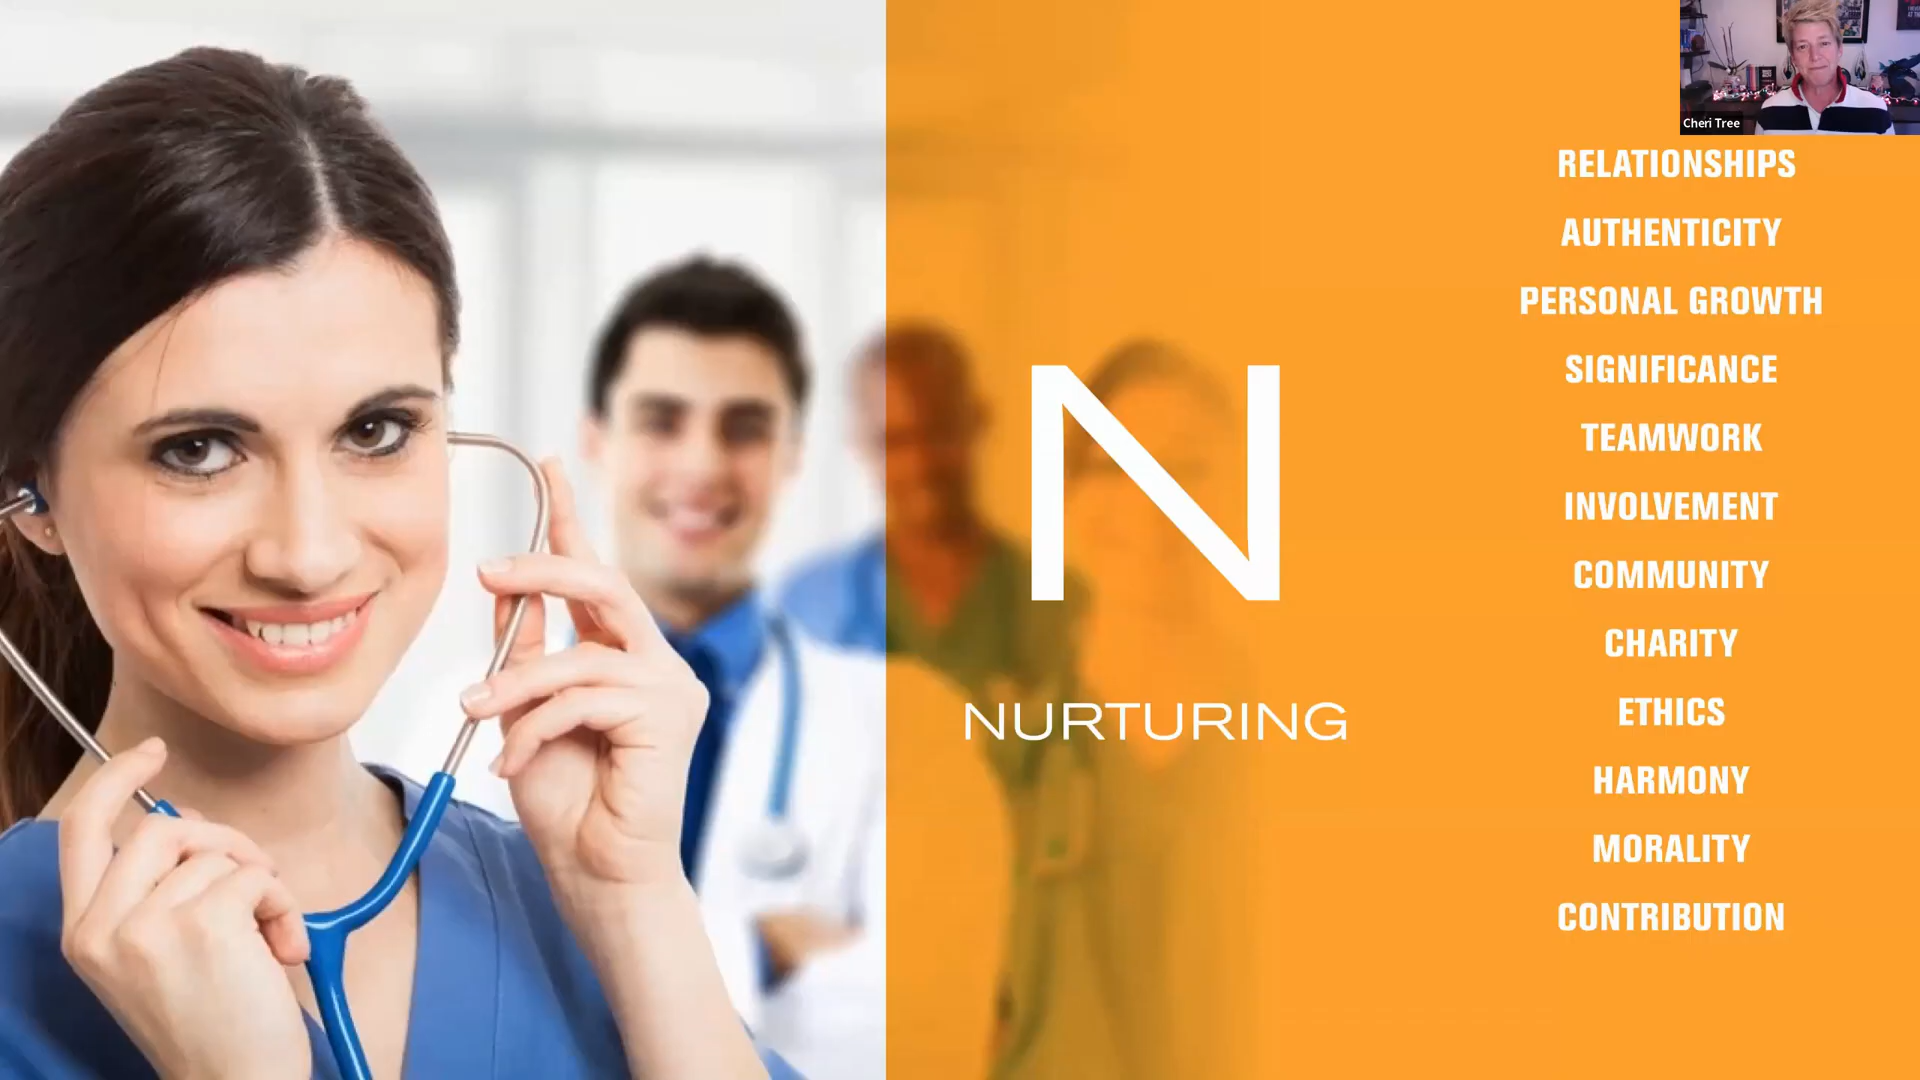 Cheri Tree
RELATIONSHIPS
AUTHENTICITY
PERSONAL GROWTH
SIGNIFICANCE
TEAMWORK
INVOLVEMENT
COMMUNITY
CHARITY
ETHICS
HARMONY
MORALITY
CONTRIBUTION
N
NURTURING